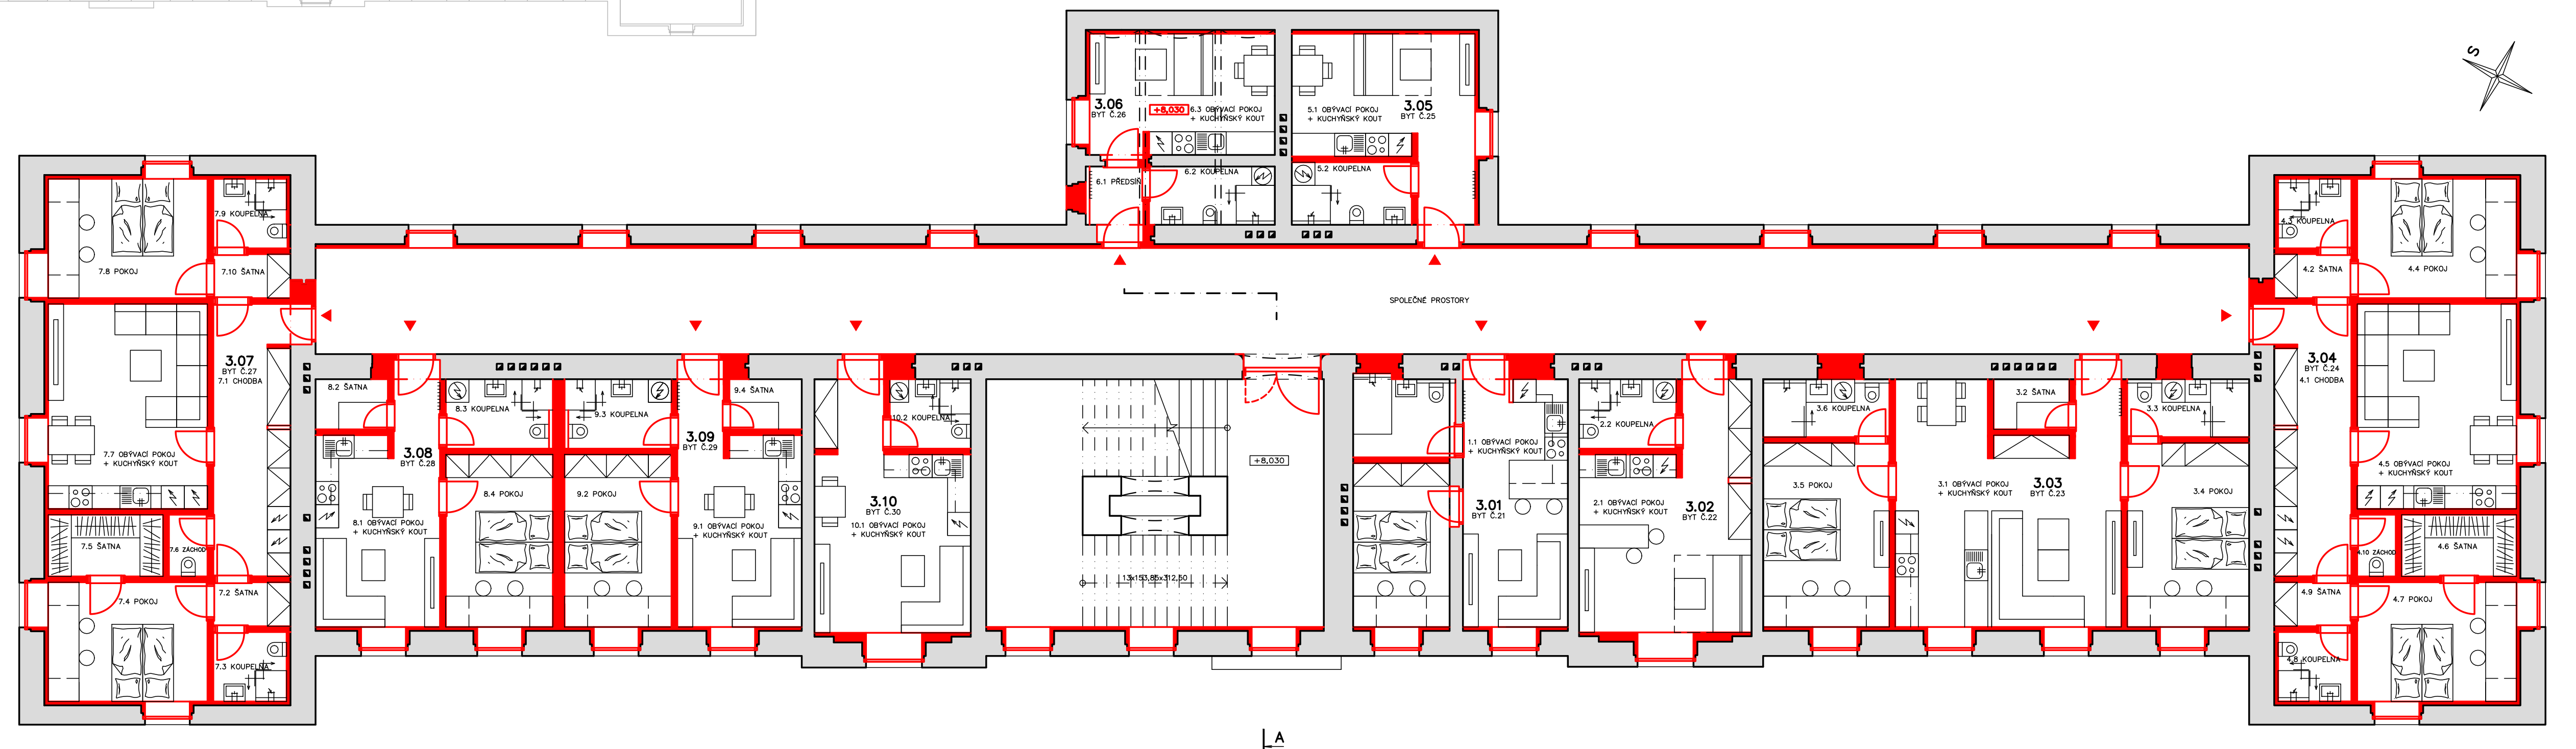 S
3.06
BYT Č.26
+8,030
6.3 OBÝVACÍ POKOJ
+ KUCHYŇSKÝ KOUT
6.1 PŘEDSÍŇ
6.2 KOUPELNA
5.1 OBÝVACÍ POKOJ
+ KUCHYŇSKÝ KOUT
3.05
BYT Č.25
5.2 KOUPELNA
7.9 KOUPELNA
7.8 POKOJ
7.10 ŠATNA
3.07
BYT Č.27
7.1 CHODBA
7.7 OBÝVACÍ POKOJ
+ KUCHYŇSKÝ KOUT
7.5 ŠATNA
7.6 ZÁCHOD
7.4 POKOJ
7.2 ŠATNA
7.3 KOUPELNA
SPOLEČNÉ PROSTORY
8.2 ŠATNA
8.3 KOUPELNA
3.08
BYT Č.28
8.4 POKOJ
8.1 OBÝVACÍ POKOJ
+ KUCHYŇSKÝ KOUT
9.3 KOUPELNA
9.4 ŠATNA
3.09
BYT Č.29
9.2 POKOJ
9.1 OBÝVACÍ POKOJ
+ KUCHYŇSKÝ KOUT
10.2 KOUPELNA
3.10
BYT Č.30
10.1 OBÝVACÍ POKOJ
+ KUCHYŇSKÝ KOUT
+8,030
13x153,85x312,50
1.1 OBÝVACÍ POKOJ
+ KUCHYŇSKÝ KOUT
3.01
BYT Č.21
2.2 KOUPELNA
2.1 OBÝVACÍ POKOJ
+ KUCHYŇSKÝ KOUT
3.02
BYT Č.22
3.6 KOUPELNA
3.5 POKOJ
3.2 ŠATNA
3.1 OBÝVACÍ POKOJ
+ KUCHYŇSKÝ KOUT
3.03
BYT Č.23
3.3 KOUPELNA
3.4 POKOJ
4.3 KOUPELNA
4.2 ŠATNA
4.4 POKOJ
3.04
BYT Č.24
4.1 CHODBA
4.5 OBÝVACÍ POKOJ
+ KUCHYŇSKÝ KOUT
4.10 ZÁCHOD
4.6 ŠATNA
4.9 ŠATNA
4.7 POKOJ
4.8 KOUPELNA
A